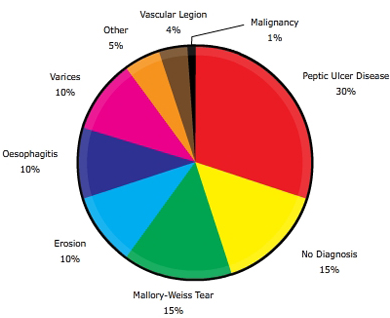 Vascular Legion
4%
Malignancy
1%
Other
5%
Peptic Ulcer Disease
30%
Varices
10%
Oesophagitis
10%
Erosion
10%
No Diagnosis
15%
Mallory-Weiss Tear
15%